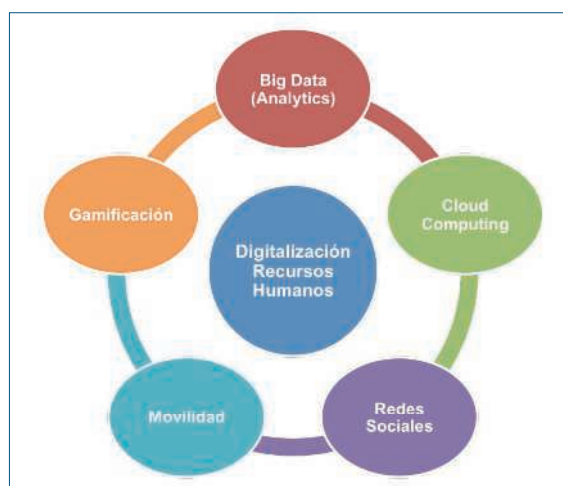 Big Data
(Analytics)
Cloud
Computing
Redes
Sociales
Movilidad
Gamificación
Digitalización
Recursos
Humanos